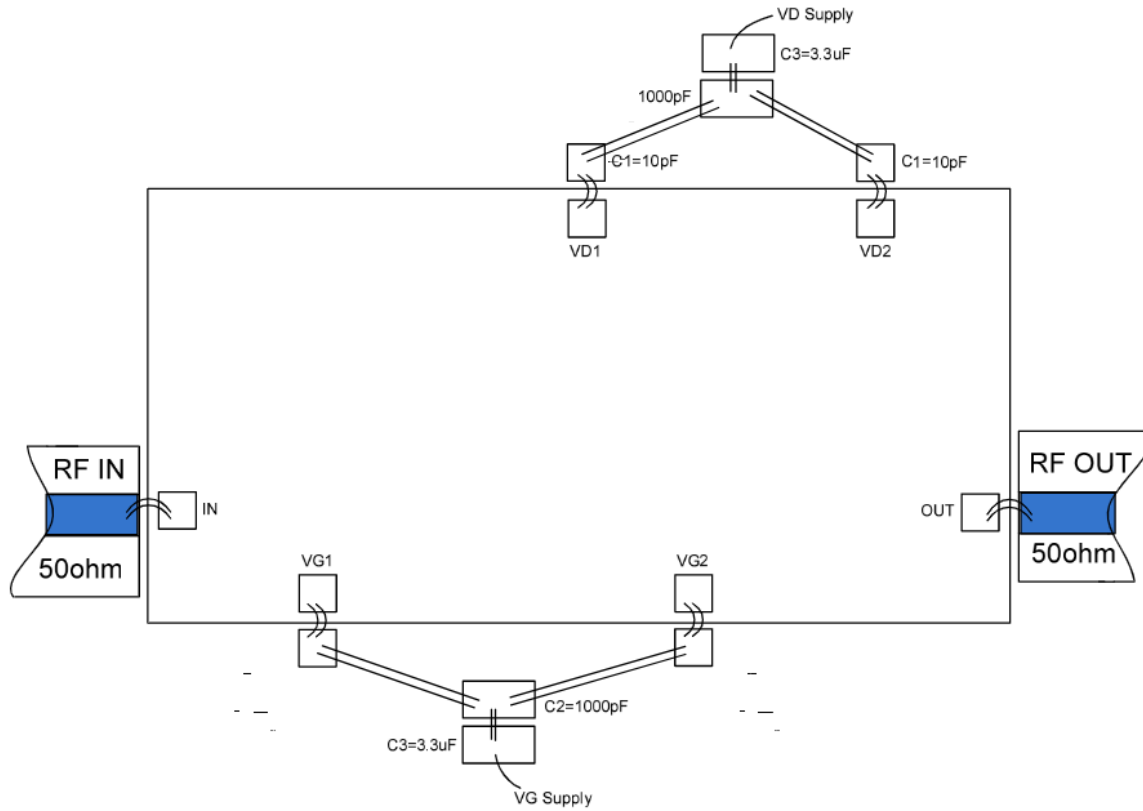 VD Supply
C3=3.3uF
1000pF
C1=10pF
C1=10pF
VD1
VD2
RF IN
50ohm
IN
OUT
RF OUT
50ohm
VG1
VG2
C2=1000pF
C3=3.3uF
VG Supply